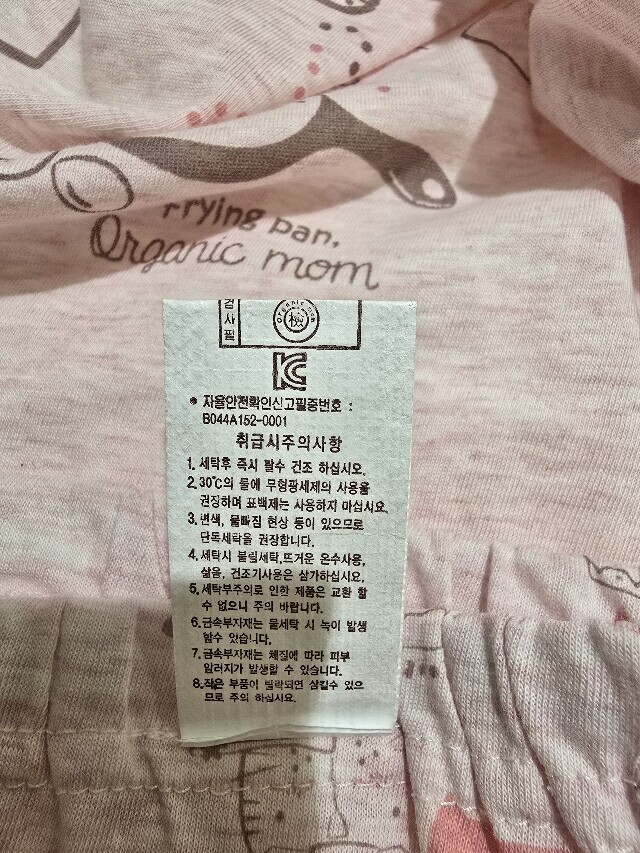 Frying pan,
Organic mom
검사필
Organic mom
檢
KC
* 자율안전확인신고필증번호 :
B044A152-0001
취급시주의사항
1. 세탁후 즉시 탈수 건조 하십시오.
2. 30℃의 물에 무형광세제의 사용을
권장하며 표백제는 사용하지 마십시요.
3. 변색, 물빠짐 현상 등이 있으므로
단독세탁을 권장합니다.
4. 세탁시 불림세탁,뜨거운 온수사용,
삶음, 건조기사용은 삼가하십시요.
5. 세탁부주의로 인한 제품은 교환 할
수 없으니 주의 바랍니다.
6. 금속부자재는 물세탁 시 녹이 발생
할수 있습니다.
7. 금속부자재는 체질에 따라 피부
알러지가 발생할 수 있습니다.
8. 작은 부품이 탈락되면 삼킬수 있으
므로 주의 하십시요.